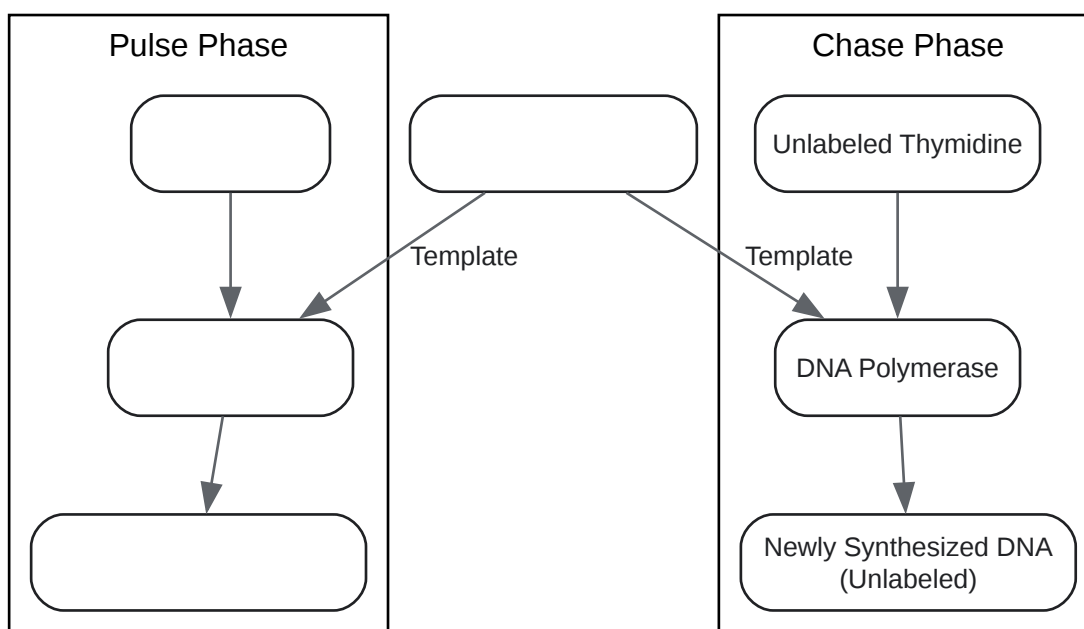 Pulse Phase
Chase Phase
Unlabeled Thymidine
Template
Template
DNA Polymerase
Newly Synthesized DNA
(Unlabeled)